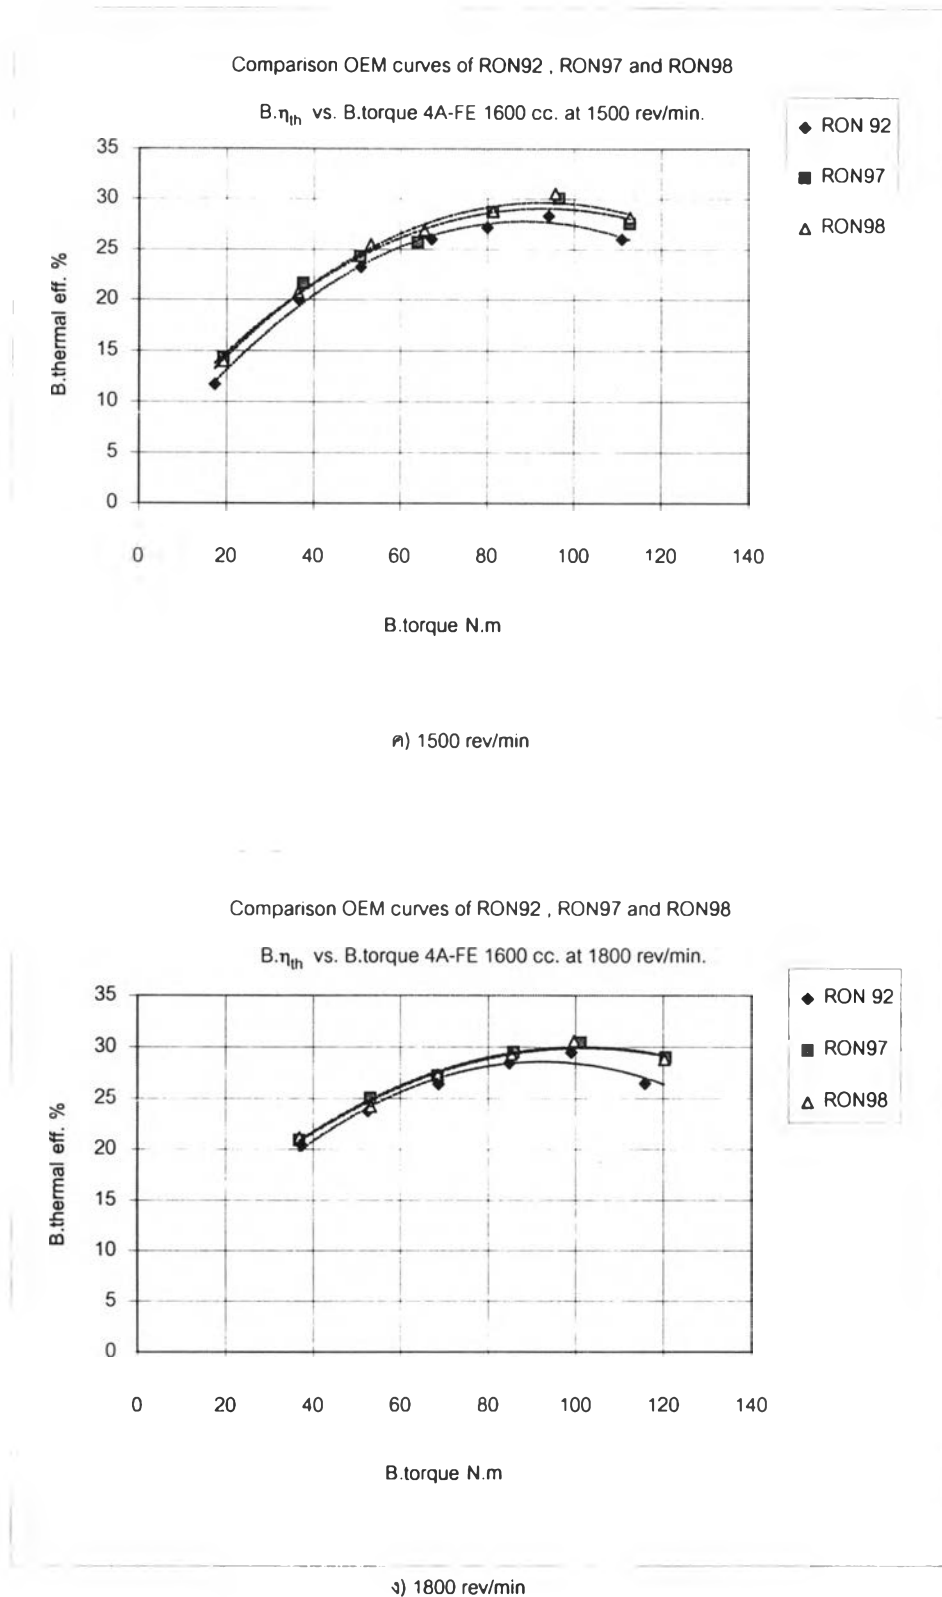 Comparison OEM curves of RON92 , RON97 and RON98
B.ηth vs. B.torque 4A-FE 1600 cc. at 1500 rev/min.
RON 92
RON97
RON98
35
30
25
20
15
10
5
0
B.thermal eff. %
0 20 40 60 80 100 120 140
B.torque N.m
ค) 1500 rev/min
Comparison OEM curves of RON92 , RON97 and RON98
B.ηth vs. B.torque 4A-FE 1600 cc. at 1800 rev/min.
RON 92
RON97
RON98
35
30
25
20
15
10
5
0
B.thermal eff. %
0 20 40 60 80 100 120 140
B.torque N.m
ง) 1800 rev/min